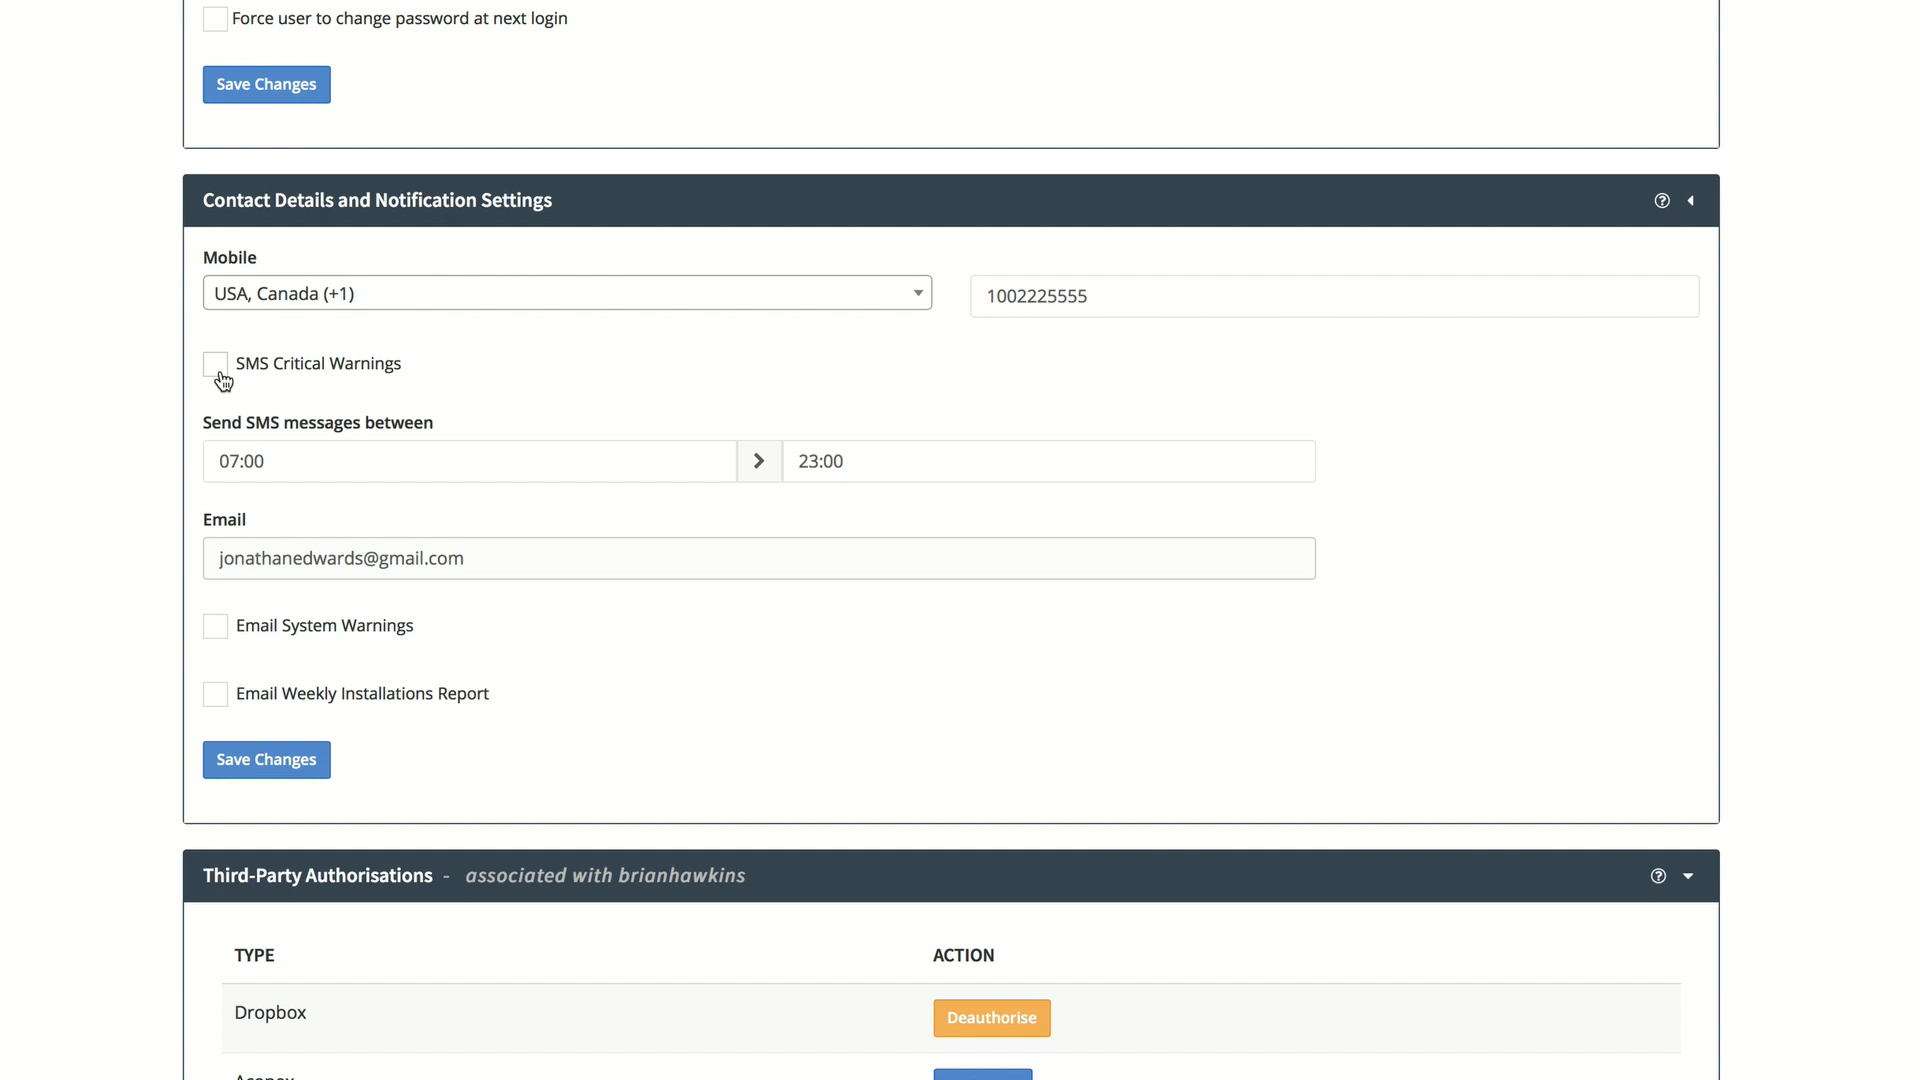 Force user to change password at next login
Save Changes
Contact Details and Notification Settings
Mobile
USA, Canada (+1)
1002225555
SMS Critical Warnings
Send SMS messages between
07:00
23:00
Email
jonathanedwards@gmail.com
Email System Warnings
Email Weekly Installations Report
Save Changes
Third-Party Authorisations - associated with brianhawkins
TYPE ACTION
Dropbox Deauthorise